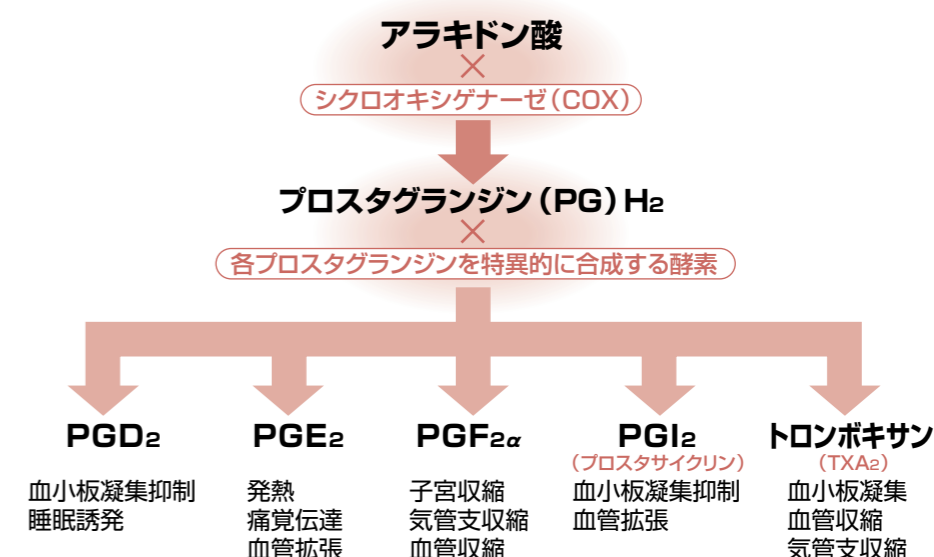 アラキドン酸
×
シクロオキシゲナーゼ（COX）
プロスタグランジン（PG）H2
×
各プロスタグランジンを特異的に合成する酵素
PGD2
血小板凝集抑制
睡眠誘発
PGE2
発熱
痛覚伝達
血管拡張
PGF2α
子宮収縮
気管支収縮
血管収縮
PGI2
（プロスタサイクリン）
血小板凝集抑制
血管拡張
トロンボキサン
（TXA2）
血小板凝集
血管収縮
気管支収縮